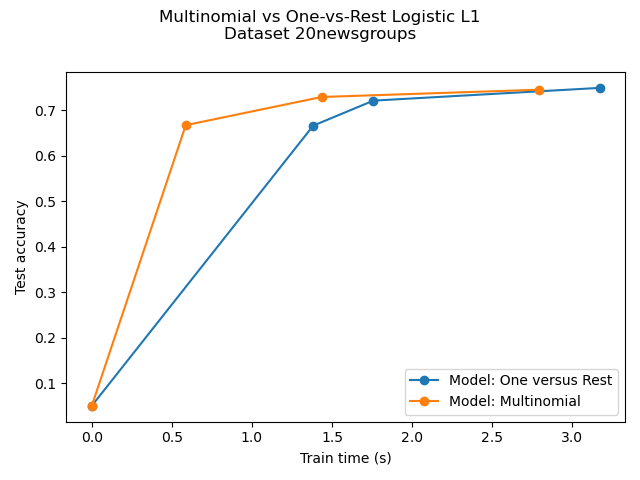 Multinomial vs One-vs-Rest Logistic L1
Dataset 20newsgroups
Test accuracy
0.7
0.6
0.5
0.4
0.3
0.2
0.1
Model: One versus Rest
Model: Multinomial
0.0 0.5 1.0 1.5 2.0 2.5 3.0
Train time (s)